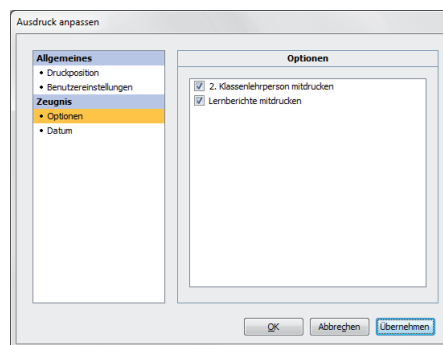 Ausdruck anpassen
Allgemeines
• Druckposition
• Benutzereinstellungen
Zeugnis
• Optionen
• Datum
Optionen
2. Klassenlehrperson mitdrucken
Lernberichte mitdrucken
OK
Abbrechen
Übernehmen